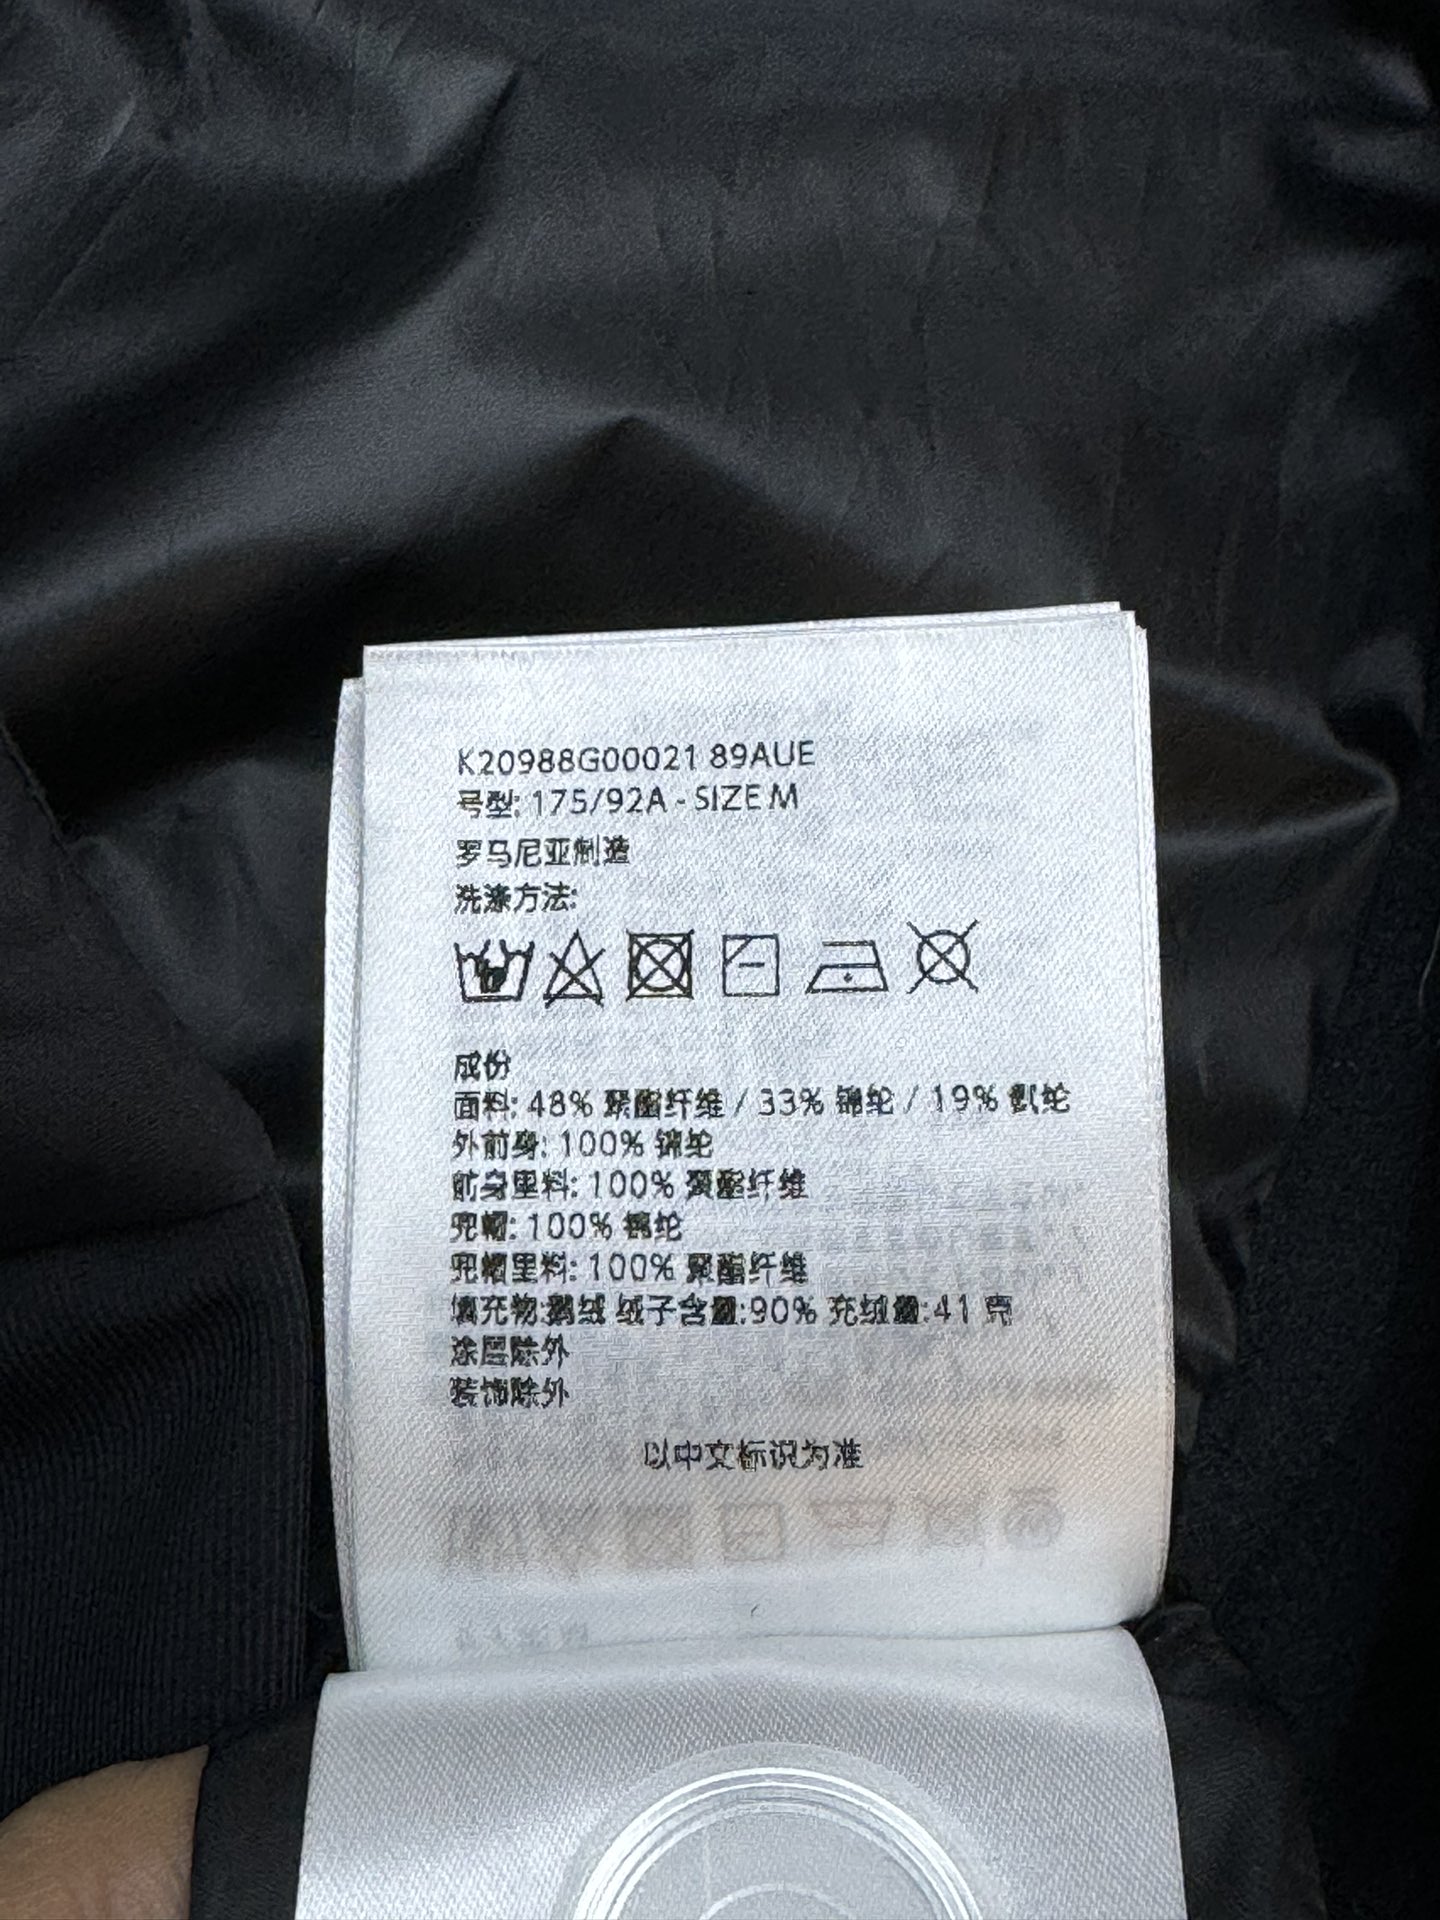 K20988G00021 89AUE
号型: 175/92A - SIZE M
罗马尼亚制造
洗涤方法:
成份
面料: 48% 聚酯纤维 / 33% 锦纶 / 19% 氨纶
外前身: 100% 锦纶
前身里料: 100% 聚酯纤维
兜帽: 100% 锦纶
兜帽里料: 100% 聚酯纤维
填充物:鹅绒 绒子含量:90% 充绒量:41 克
涂层除外
装饰除外
以中文标识为准